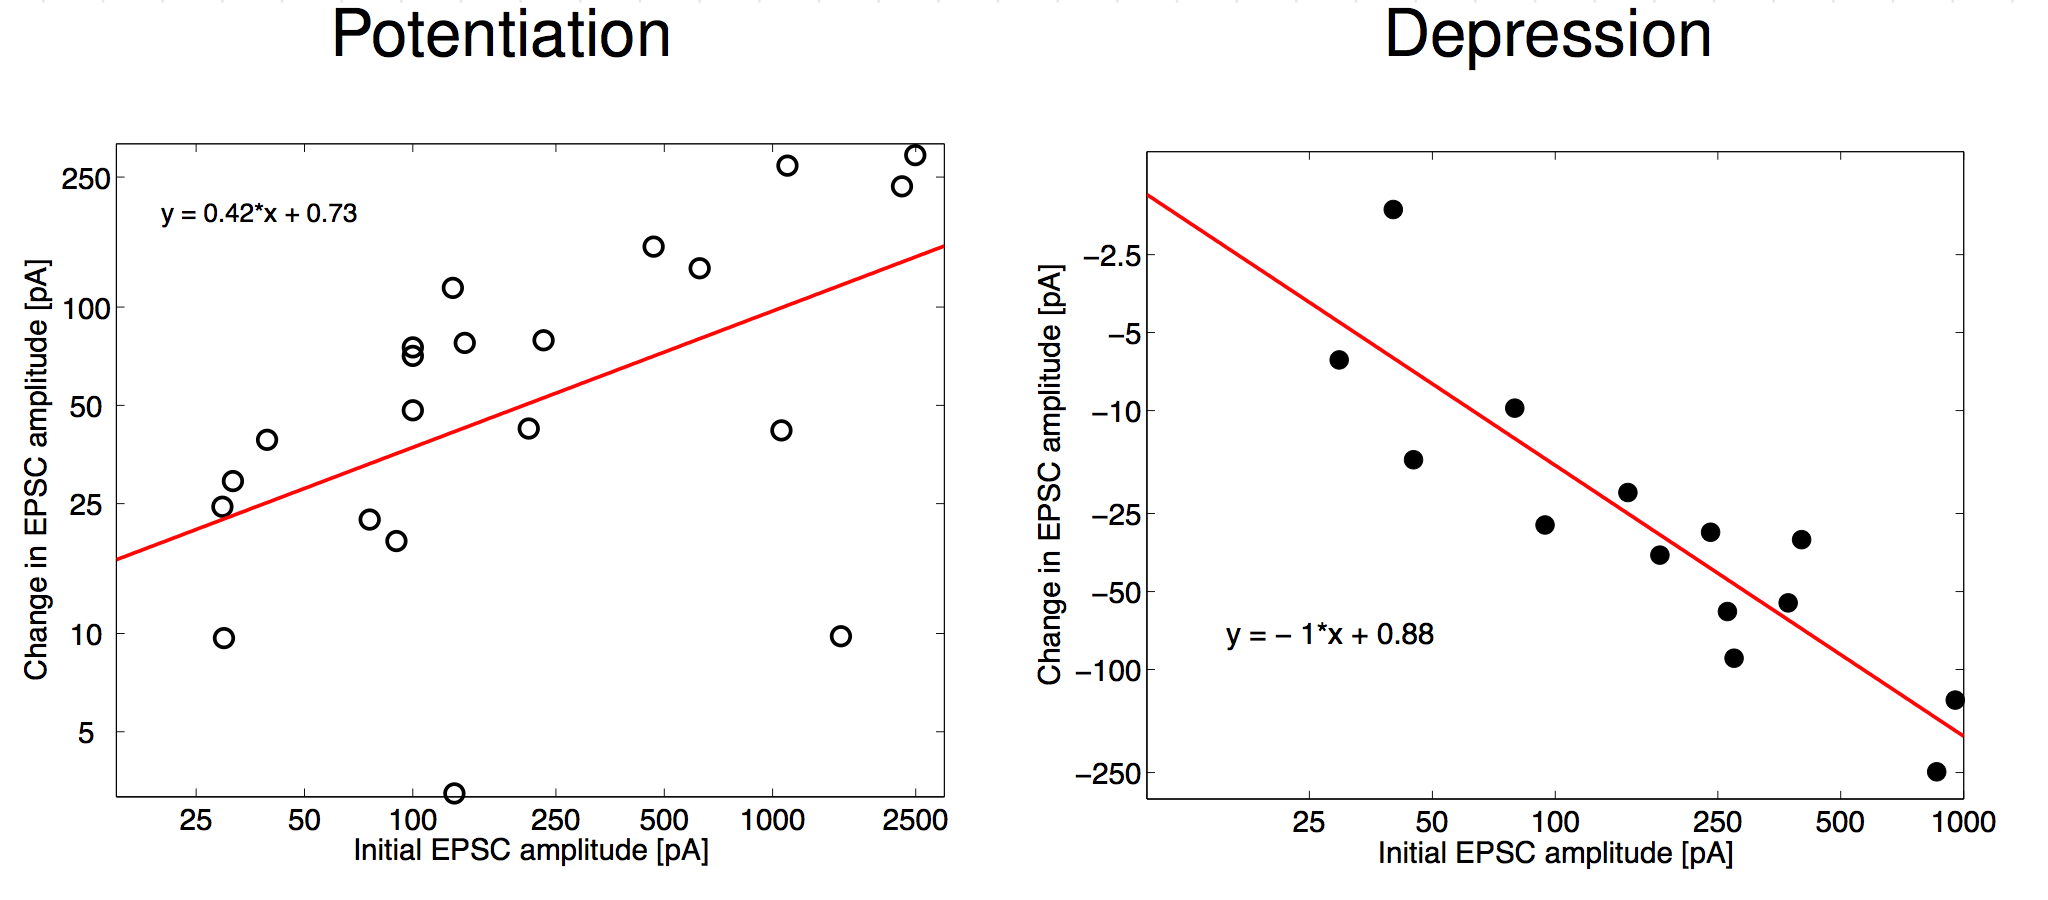 Potentiation
250
100
50
25
10
5
y = 0.42*x + 0.73
Change in EPSC amplitude [pA]
25 50 100 250 500 1000 2500
Initial EPSC amplitude [pA]
Depression
−2.5
−5
−10
−25
−50
−100
−250
y = − 1*x + 0.88
Change in EPSC amplitude [pA]
25 50 100 250 500 1000
Initial EPSC amplitude [pA]